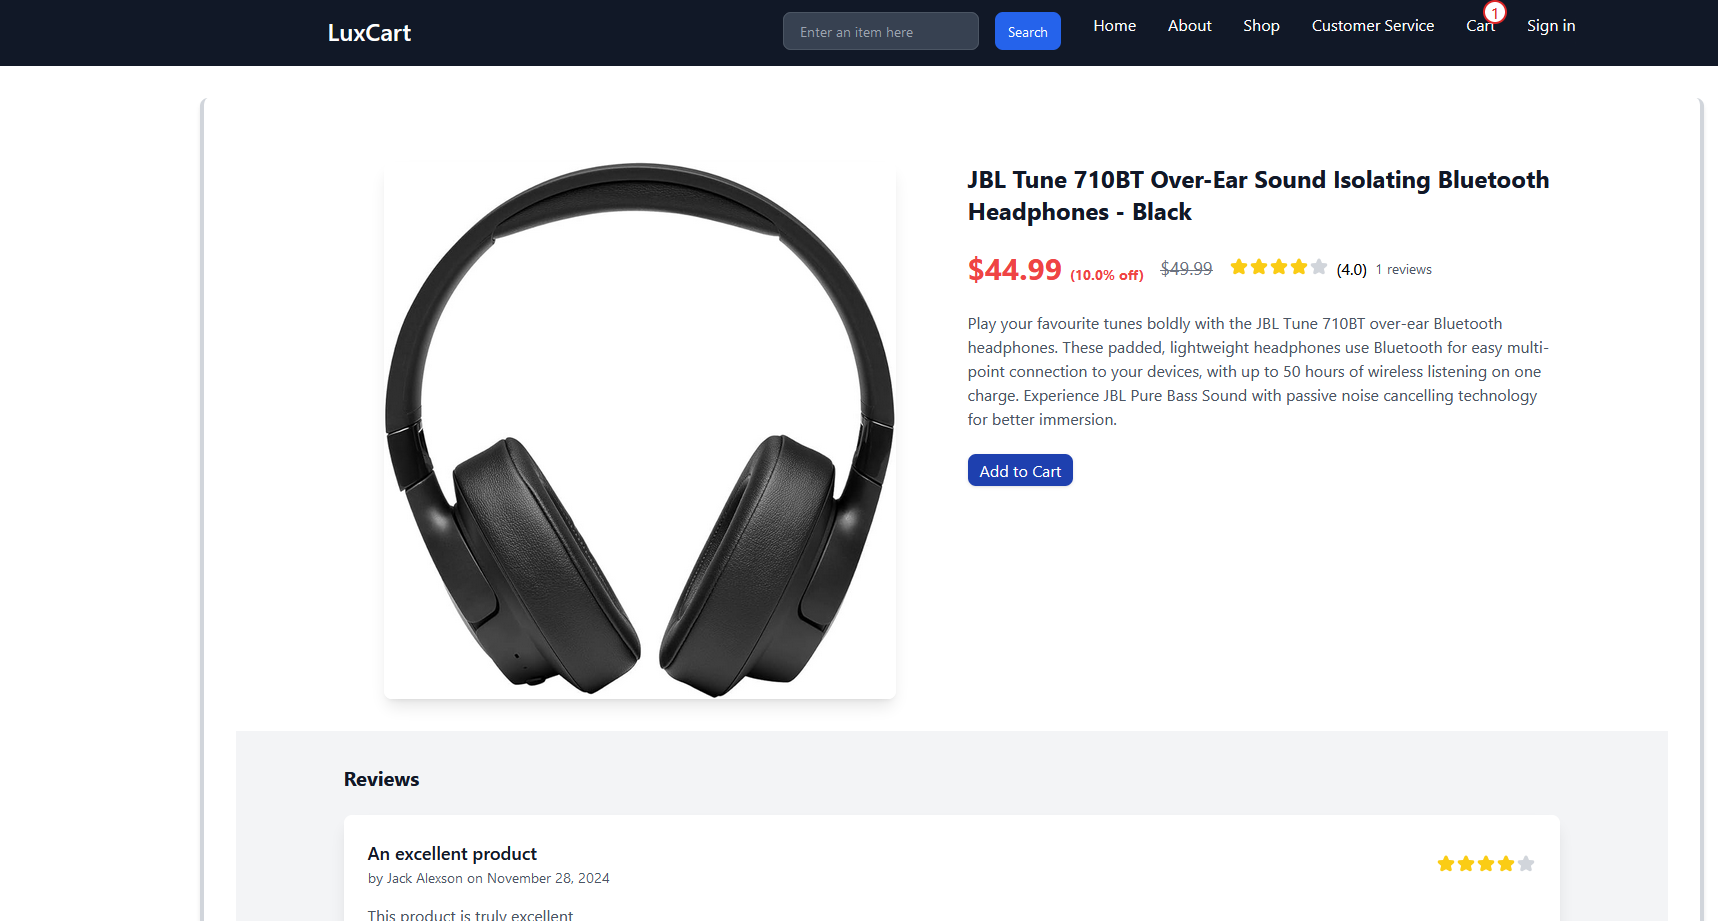 LuxCart
Enter an item here
Search
Home
About
Shop
Customer Service
Cart
1
Sign in
JBL Tune 710BT Over-Ear Sound Isolating Bluetooth
Headphones - Black
$44.99 (10.0% off) $49.99 (4.0) 1 reviews
Play your favourite tunes boldly with the JBL Tune 710BT over-ear Bluetooth
headphones. These padded, lightweight headphones use Bluetooth for easy multi-
point connection to your devices, with up to 50 hours of wireless listening on one
charge. Experience JBL Pure Bass Sound with passive noise cancelling technology
for better immersion.
Add to Cart
Reviews
An excellent product
by Jack Alexson on November 28, 2024
This product is truly excellent